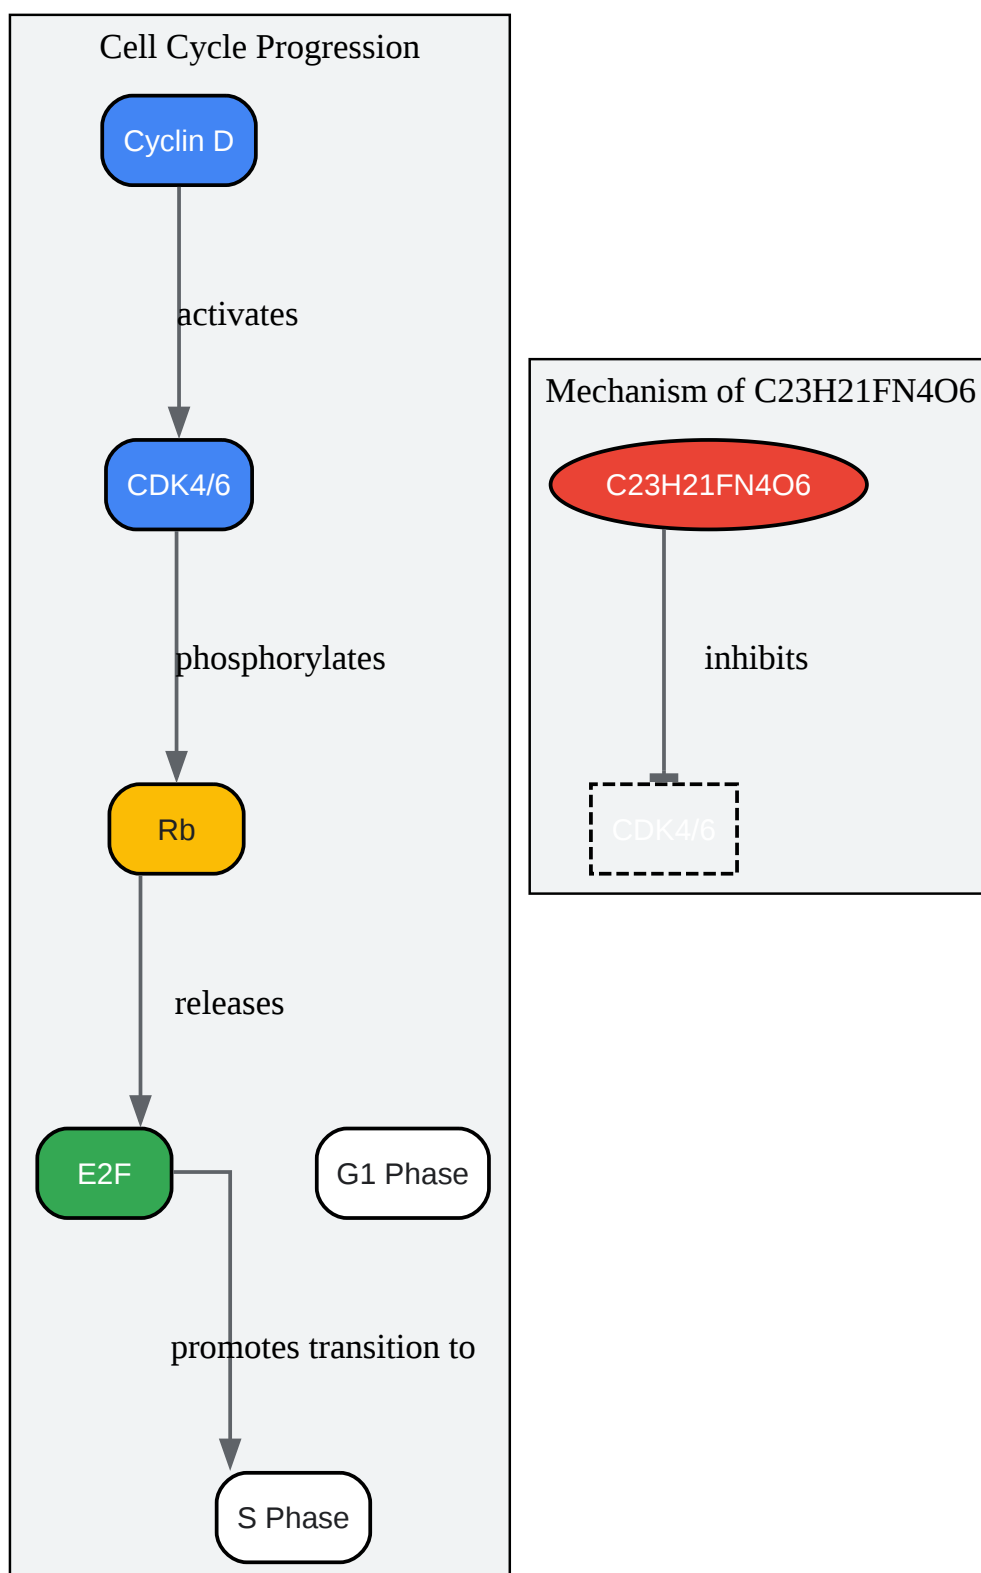 Cell Cycle Progression
Cyclin D
activates
CDK4/6
phosphorylates
Rb
releases
E2F
G1 Phase
promotes transition to
S Phase
Mechanism of C23H21FN4O6
C23H21FN4O6
inhibits
CDK4/6